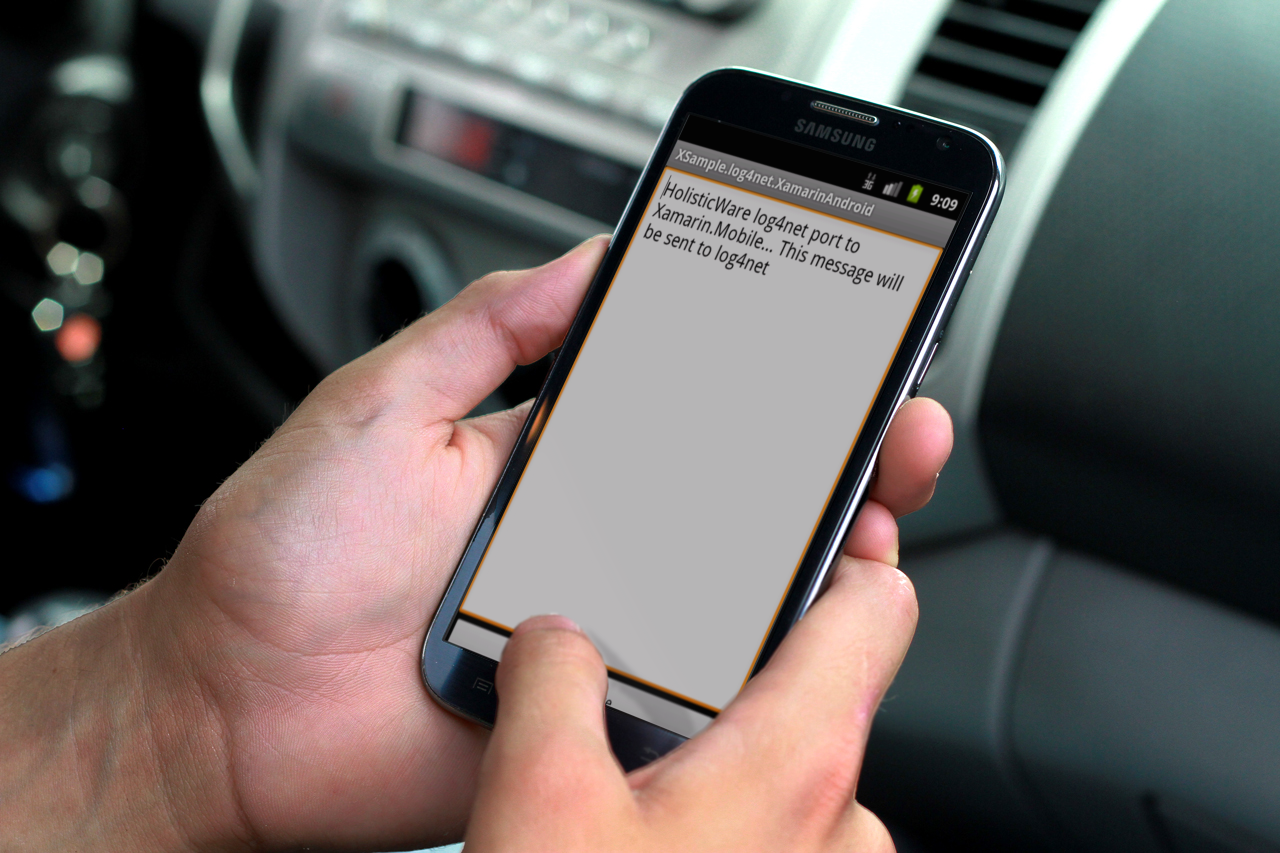 SAMSUNG
3G
9:09
XSample.log4net.XamarinAndroid
HolisticWare log4net port to
Xamarin.Mobile... This message will
be sent to log4net